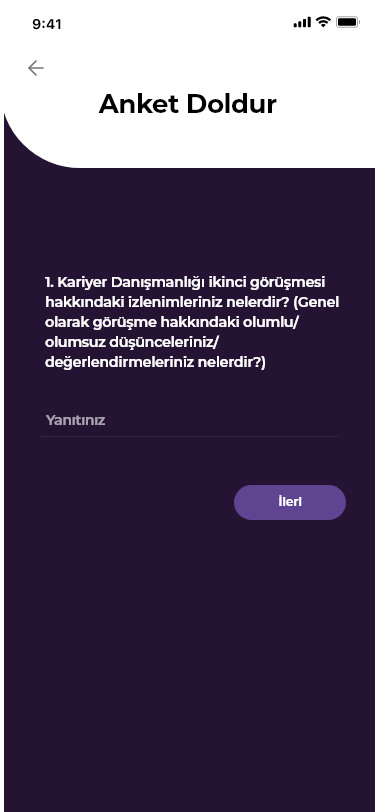 9:41
Anket Doldur
1. Kariyer Danışmanlığı ikinci görüşmesi
hakkındaki izlenimleriniz nelerdir? (Genel
olarak görüşme hakkındaki olumlu/
olumsuz düşünceleriniz/
değerlendirmeleriniz nelerdir?)
Yanıtınız
İleri